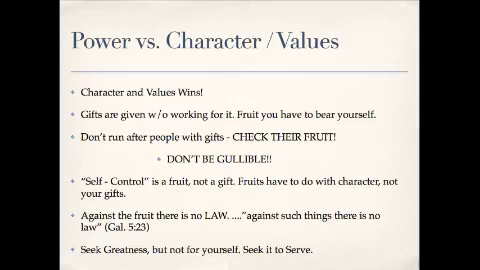 Power vs. Character / Values
Character and Values Wins!
Gifts are given w/o working for it. Fruit you have to bear yourself.
Don't run after people with gifts - CHECK THEIR FRUIT!
DON'T BE GULLIBLE!!
"Self - Control" is a fruit, not a gift. Fruits have to do with character, not
your gifts.
Against the fruit there is no LAW. ...."against such things there is no
law" (Gal. 5:23)
Seek Greatness, but not for yourself. Seek it to Serve.